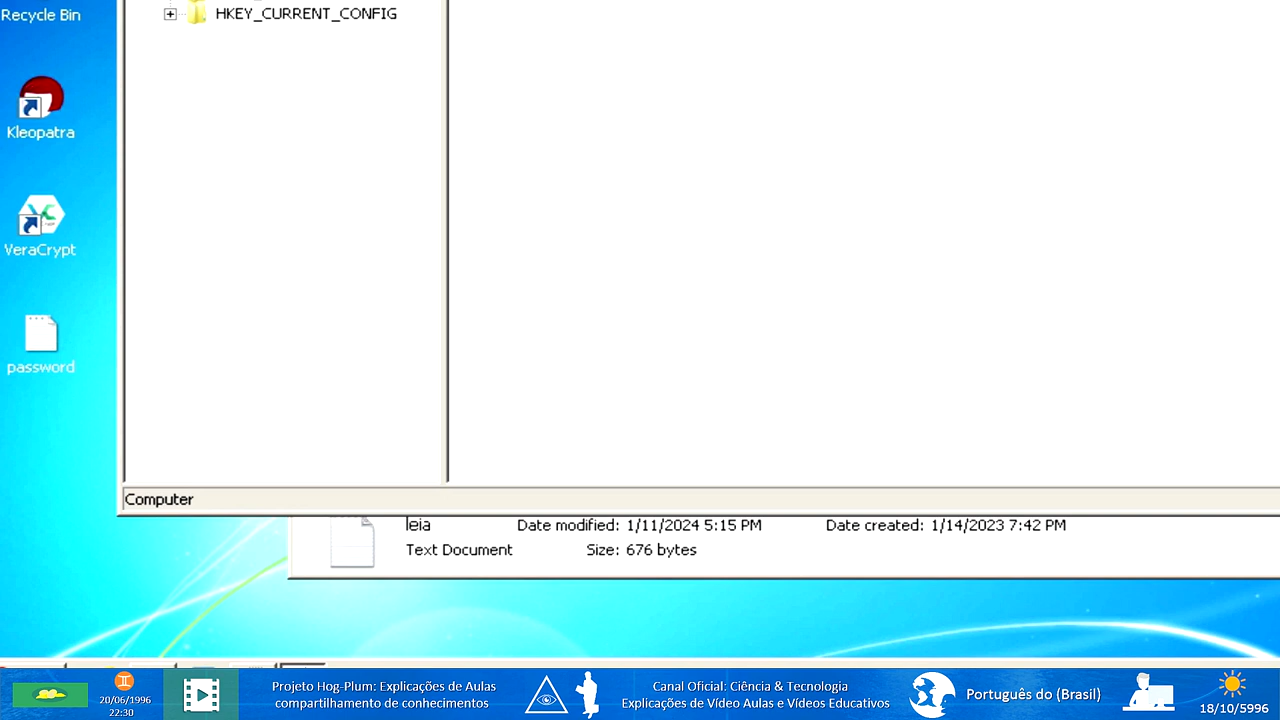 Recycle Bin
HKEY_CURRENT_CONFIG
Kleopatra
VeraCrypt
password
Computer
leia Date modified: 1/11/2024 5:15 PM Date created: 1/14/2023 7:42 PM
Text Document Size: 676 bytes
20/06/1996
22:30
Projeto Hog-Plum: Explicações de Aulas
compartilhamento de conhecimentos
Canal Oficial: Ciência & Tecnologia
Explicações de Vídeo Aulas e Vídeos Educativos
Português do (Brasil)
18/10/5996